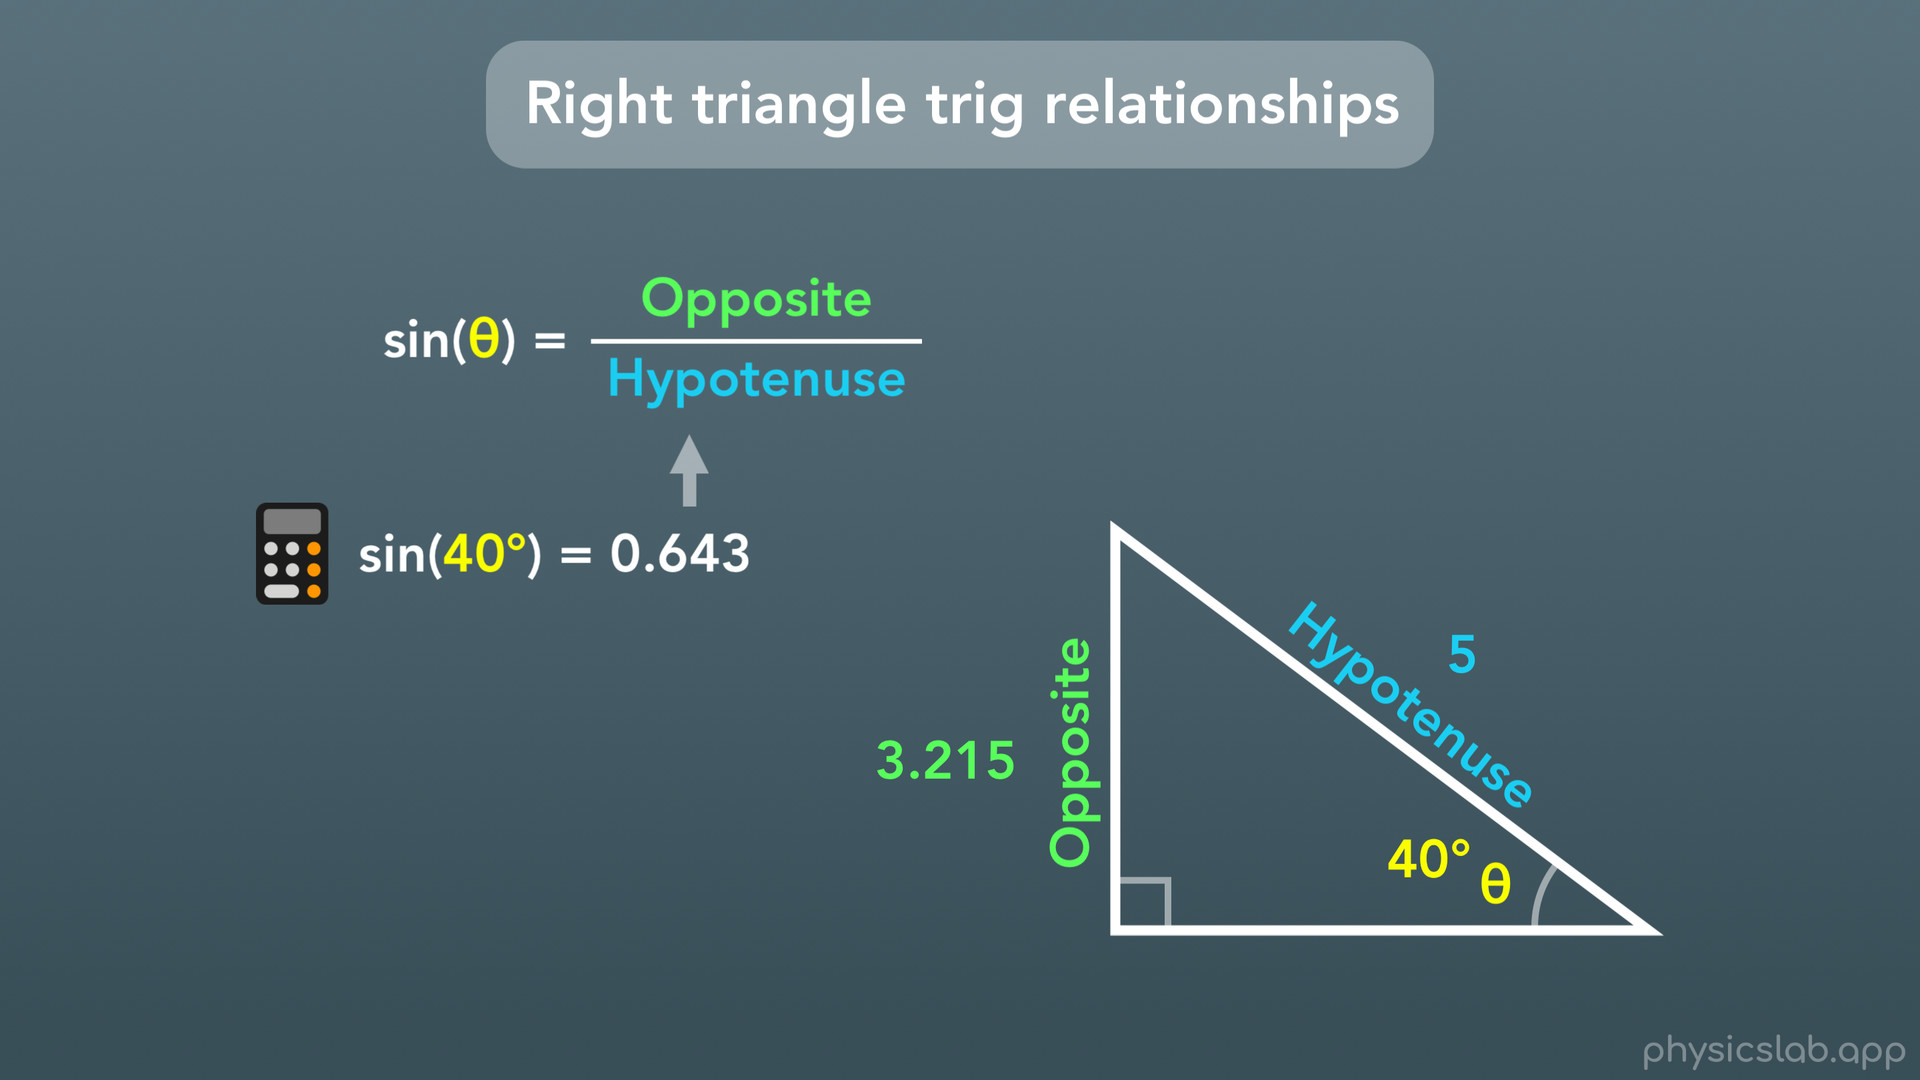 Right triangle trig relationships
sin(θ) = Opposite
Hypotenuse
sin(40°) = 0.643
3.215
Opposite
Hypotenuse
5
40°
θ
physicslab.app